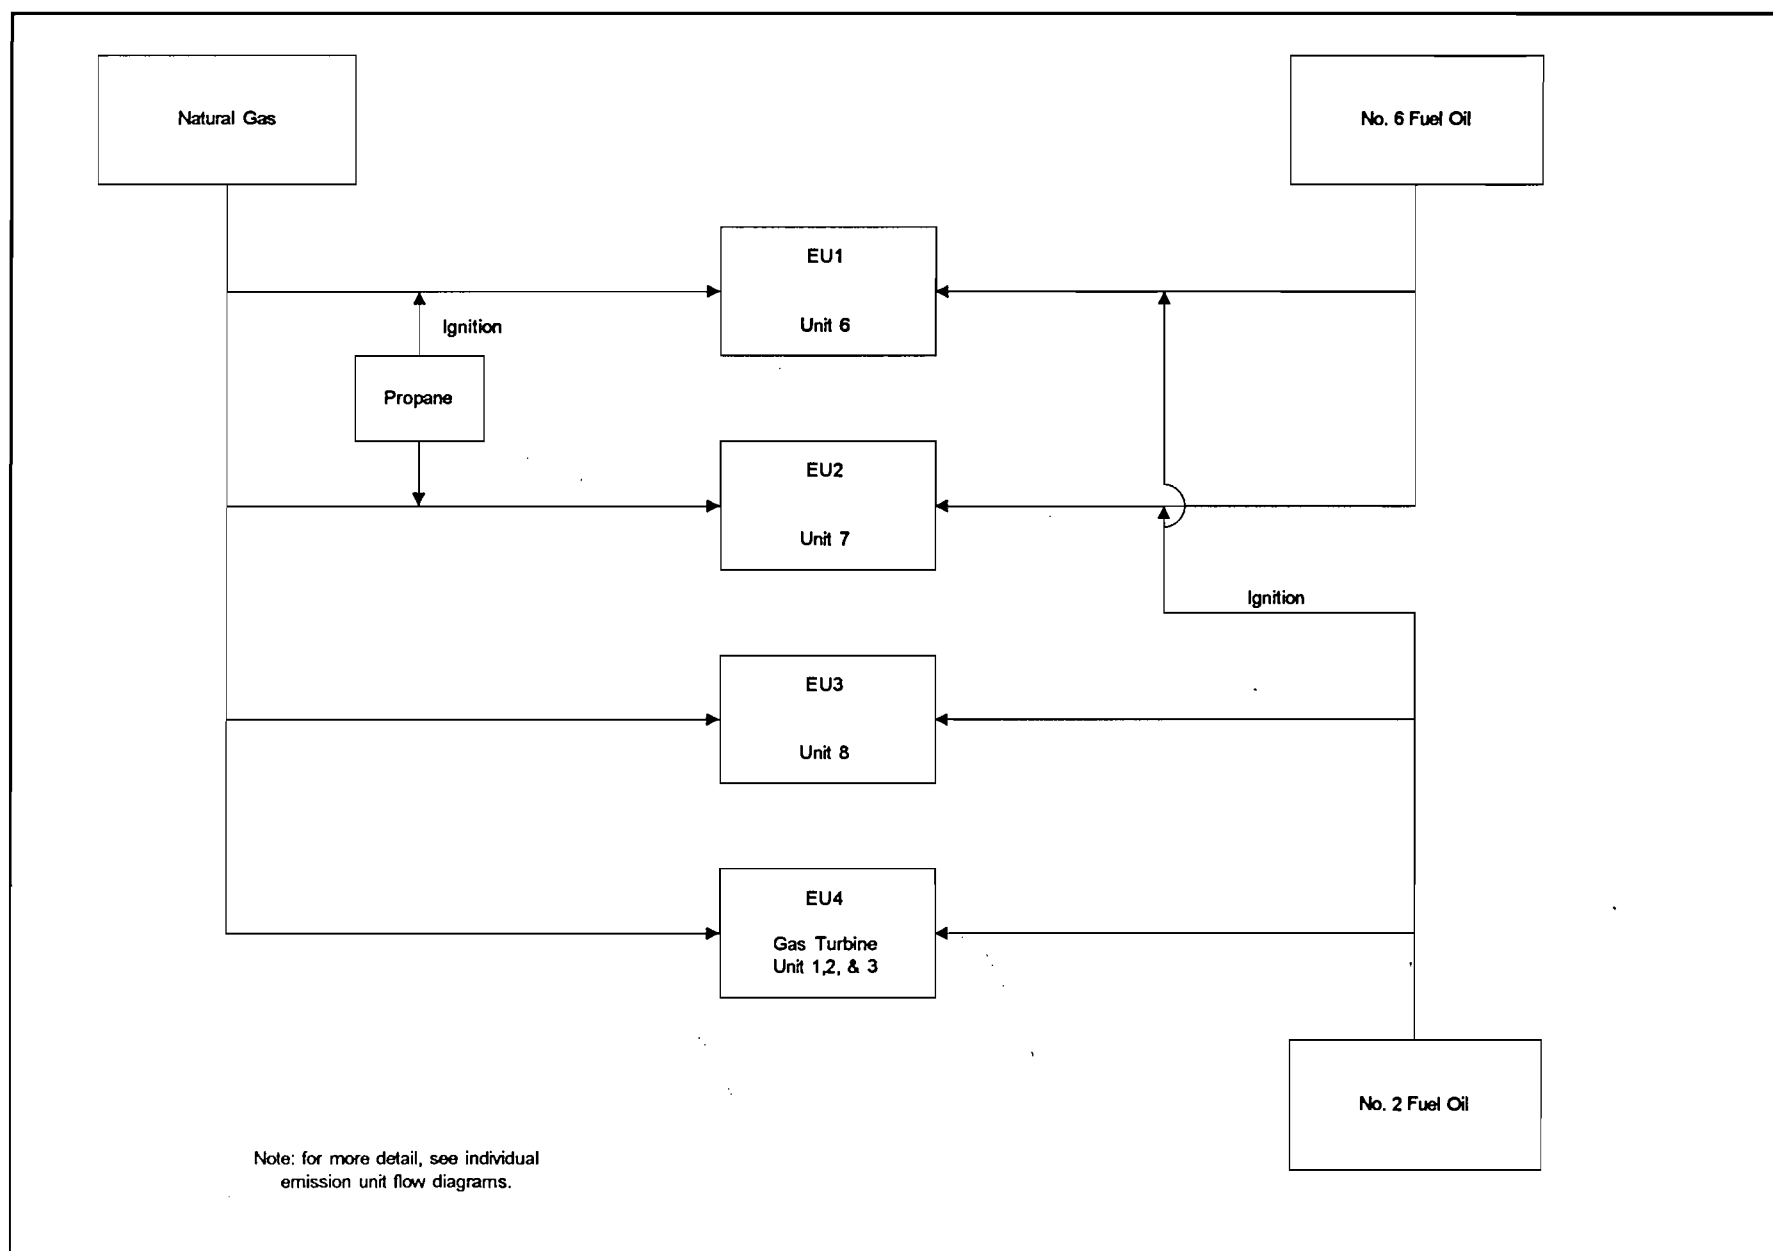 Natural Gas
No. 6 Fuel Oil
EU1
Unit 6
Ignition
Propane
EU2
Unit 7
Ignition
EU3
Unit 8
EU4
Gas Turbine
Unit 1,2, & 3
No. 2 Fuel Oil
Note: for more detail, see individual
emission unit flow diagrams.